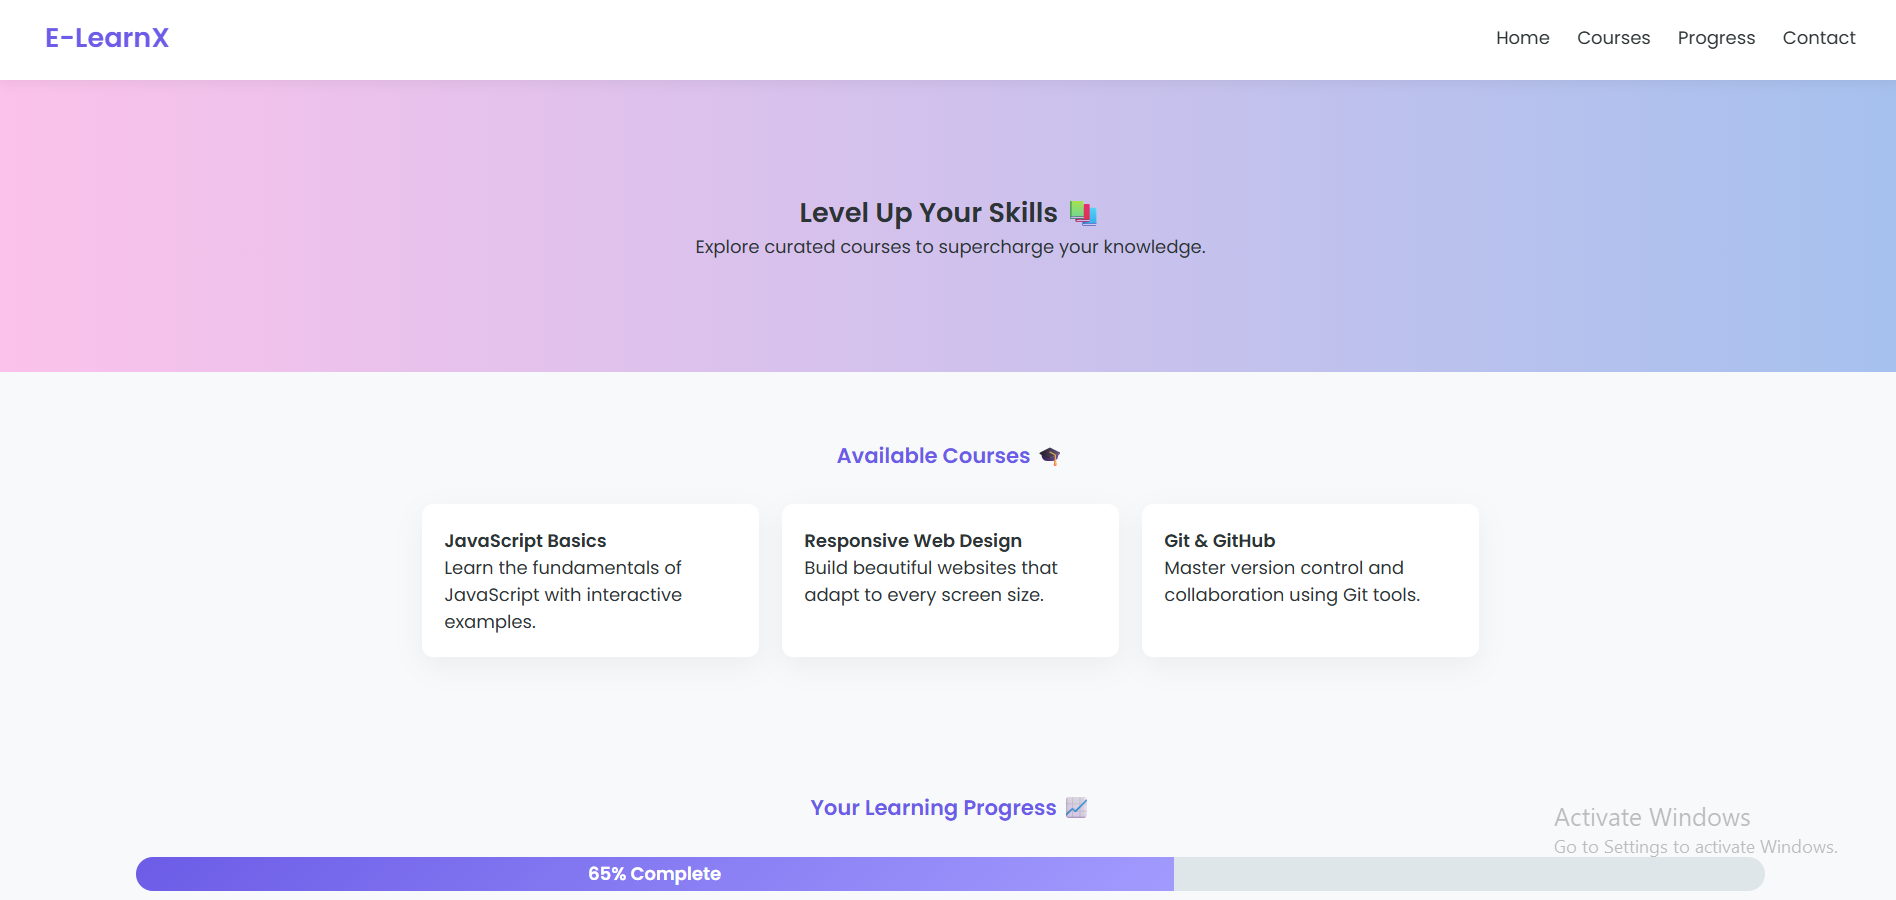 E-LearnX
Home Courses Progress Contact
Level Up Your Skills 📚
Explore curated courses to supercharge your knowledge.
Available Courses 🎓
JavaScript Basics
Learn the fundamentals of
JavaScript with interactive
examples.
Responsive Web Design
Build beautiful websites that
adapt to every screen size.
Git & GitHub
Master version control and
collaboration using Git tools.
Your Learning Progress 📈
Activate Windows
Go to Settings to activate Windows.
65% Complete